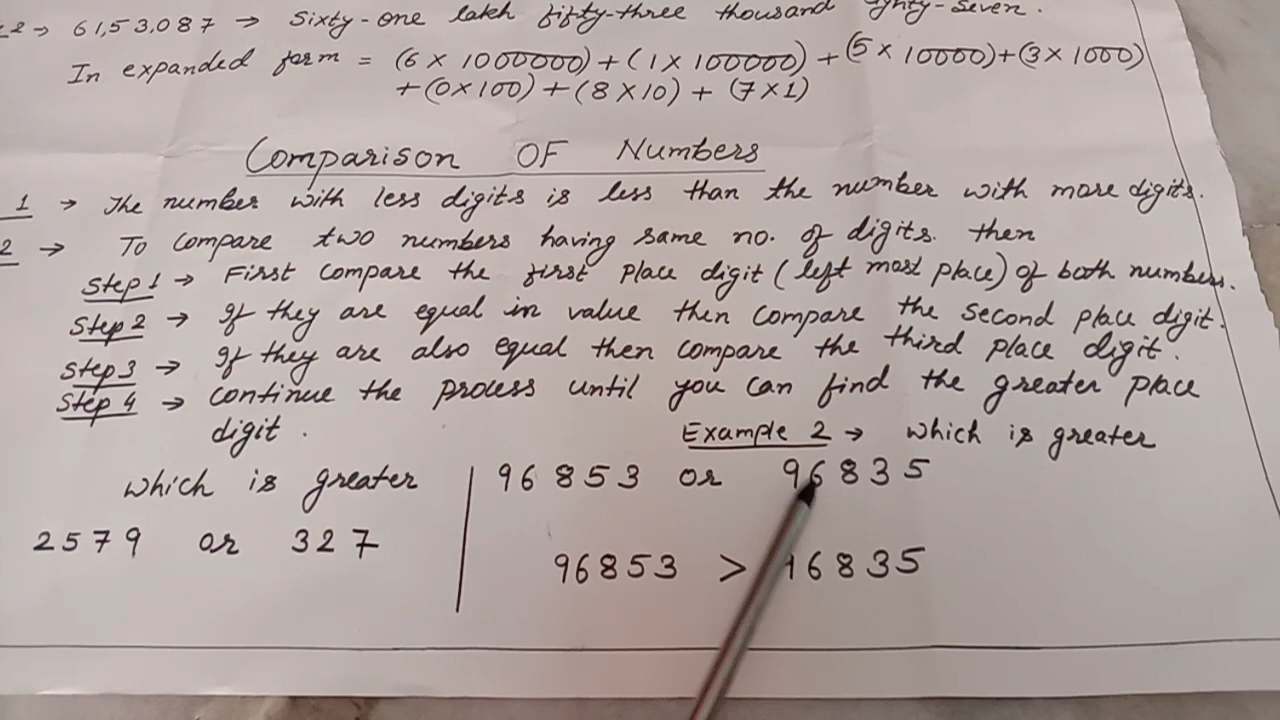 2 → 61,53,087 → Sixty-one lakh fifty-three thousand eighty-seven.
In expanded form = (6 × 1000000) + (1 × 100000) + (5 × 10000) + (3 × 1000)
+ (0×100) + (8 × 10) + (7 × 1)
Comparison OF Numbers
1 → The number with less digits is less than the number with more digits.
2 → To Compare two numbers having same no. of digits. then
Step 1 → First compare the first place digit (left most place) of both numbers.
Step 2 → If they are equal in value then compare the second place digit.
Step 3 → If they are also equal then compare the third place digit.
Step 4 → continue the process until you can find the greater place
digit.
which is greater
2579 or 327
Example 2 → which is greater
96853 or 96835
96853 > 96835